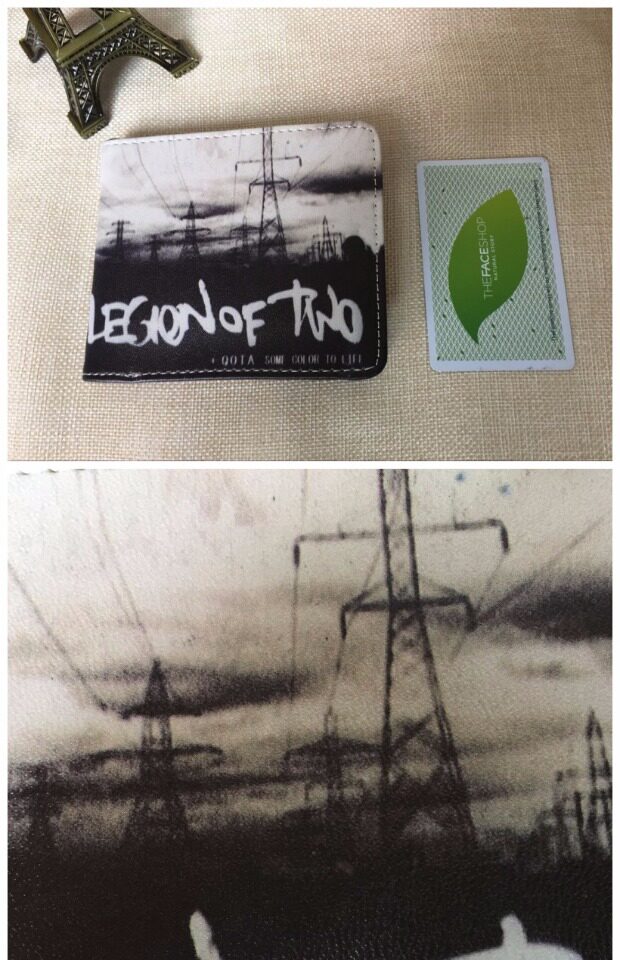 LEGION OF TWO
+ QOTA SOME COLOR TO LIFE
THEFACESHOP
NATURAL STORY